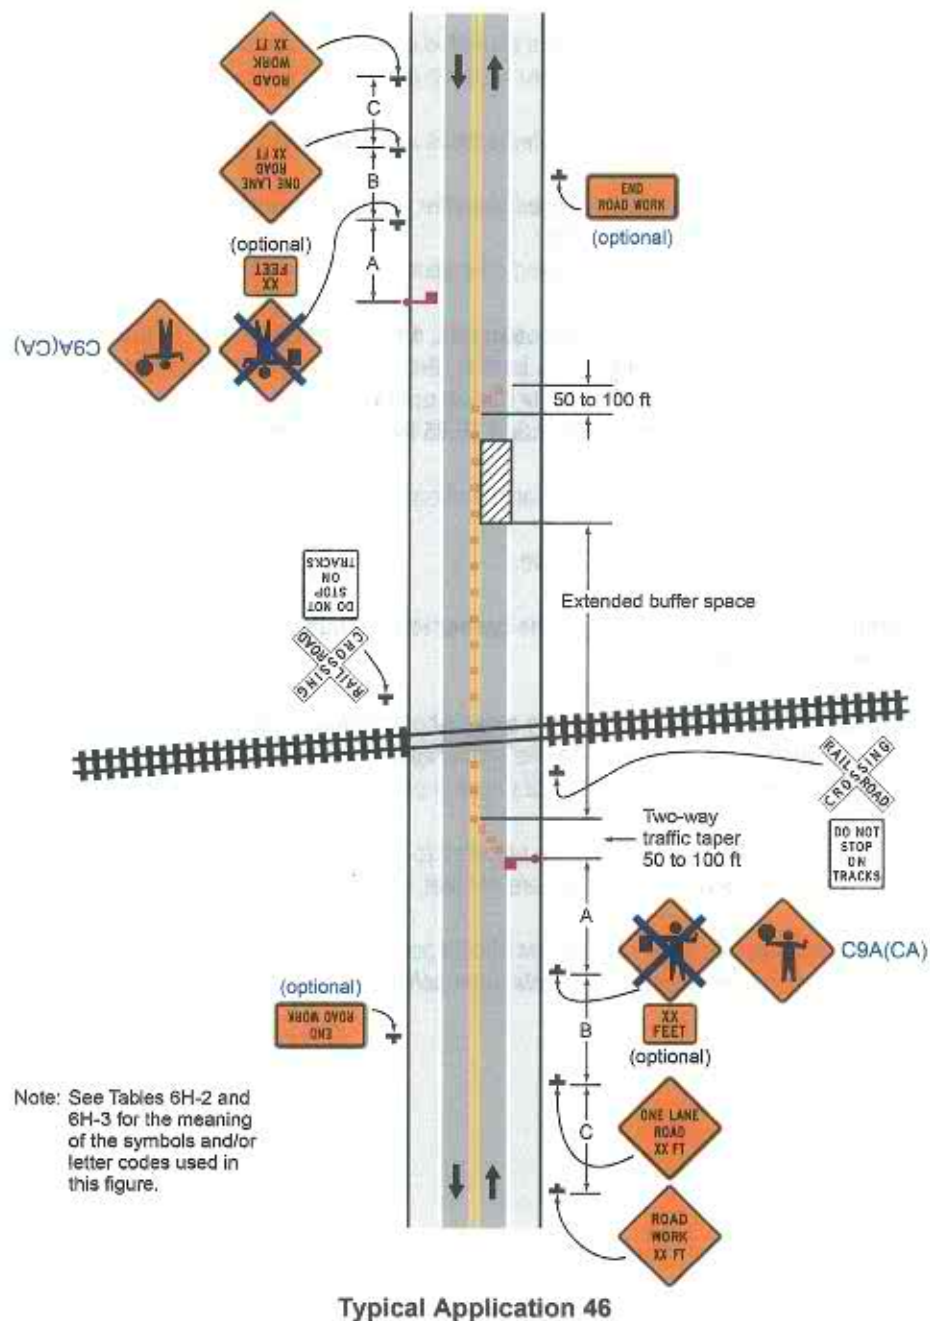 ROAD
WORK
XX FT
C
ONE LANE
ROAD
XX FT
B
END
ROAD WORK
(optional)
(optional)
XX
FEET
A
C9A(CA)
50 to 100 ft
DO NOT
STOP
ON
TRACKS
Extended buffer space
RAILROAD
CROSSING
RAILROAD
CROSSING
Two-way
traffic taper
50 to 100 ft
DO NOT
STOP
ON
TRACKS
A
C9A(CA)
(optional)
END
ROAD WORK
XX
FEET
(optional)
B
Note: See Tables 6H-2 and
6H-3 for the meaning
of the symbols and/or
letter codes used in
this figure.
C
ONE LANE
ROAD
XX FT
ROAD
WORK
XX FT
Typical Application 46